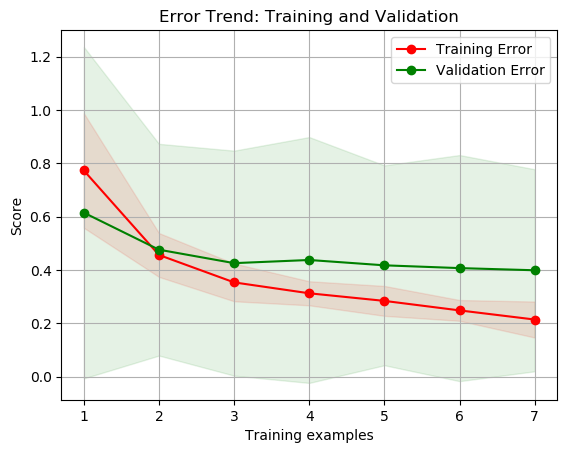 Error Trend: Training and Validation
Training Error
Validation Error
Score
1.2
1.0
0.8
0.6
0.4
0.2
0.0
1 2 3 4 5 6 7
Training examples